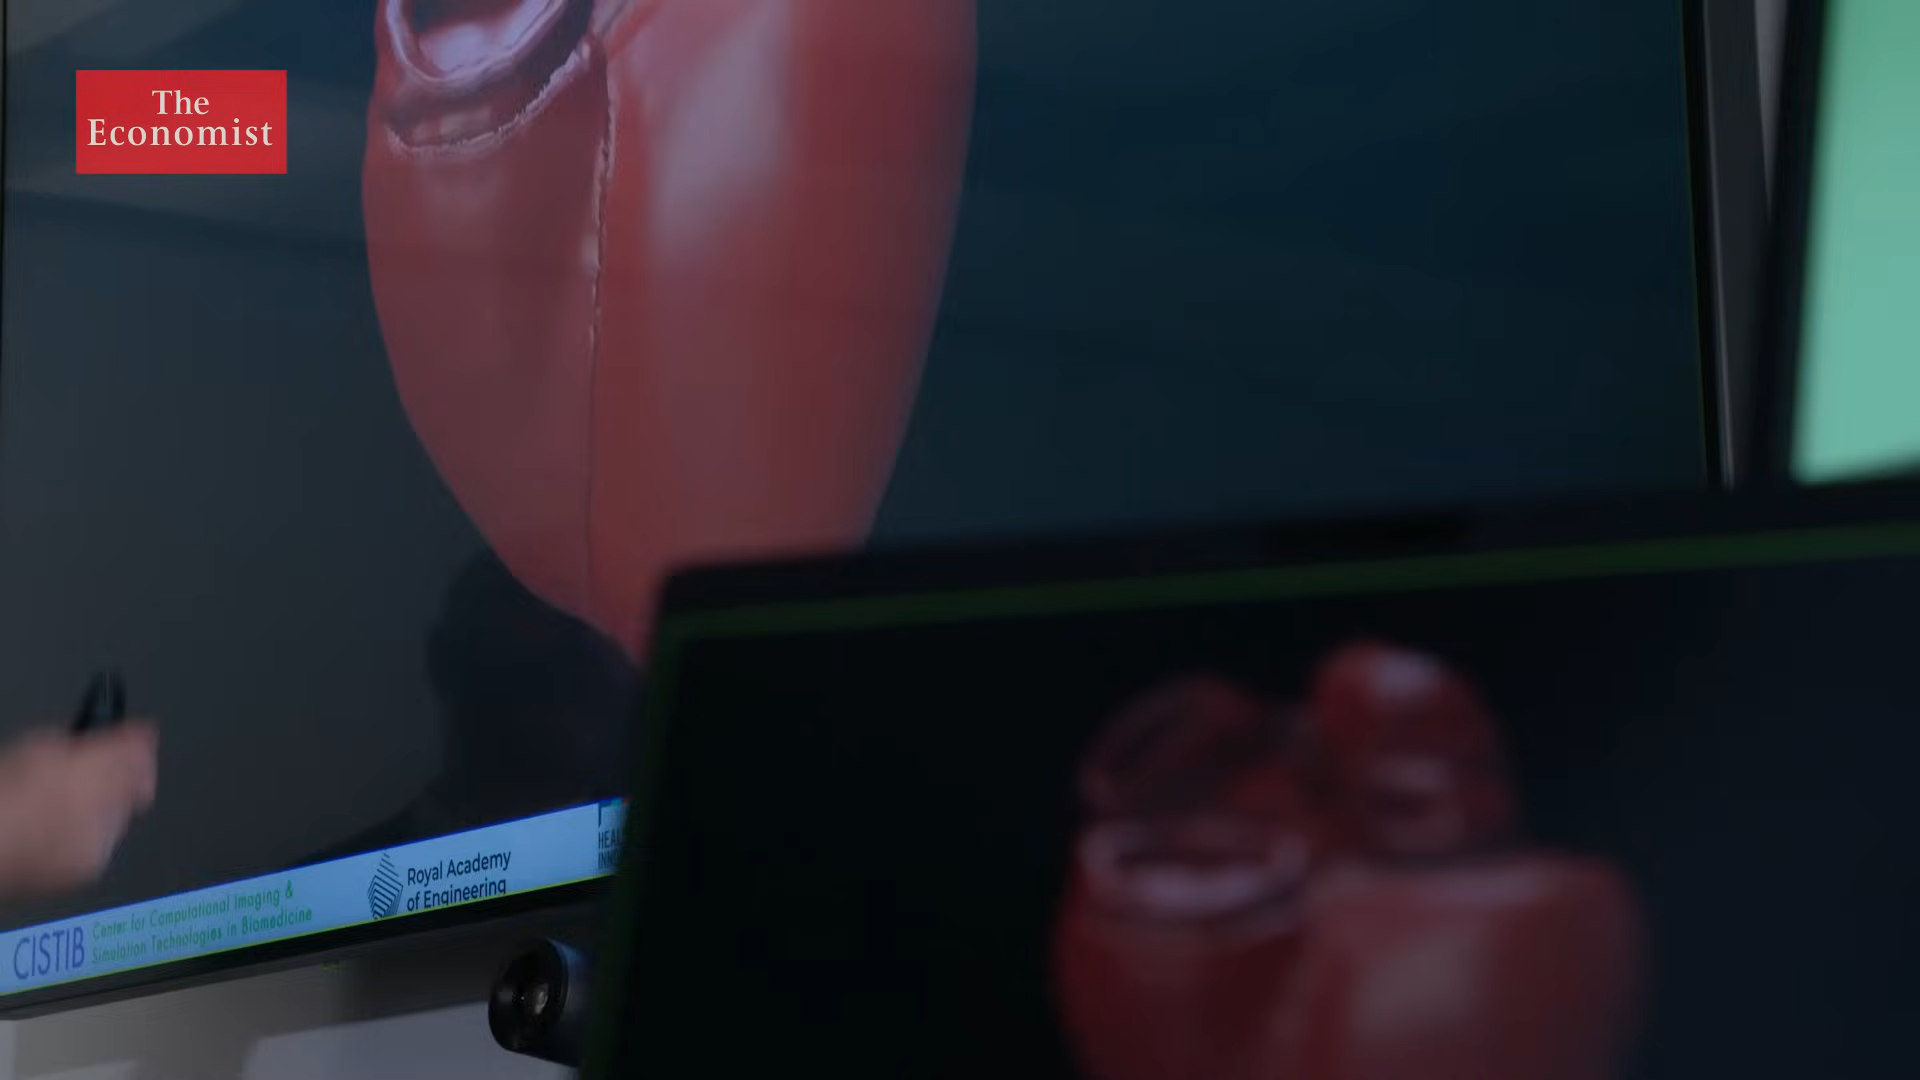 The
Economist
Royal Academy
of Engineering
CISTIB
Center for Computational Imaging &
Simulation Technologies in Biomedicine